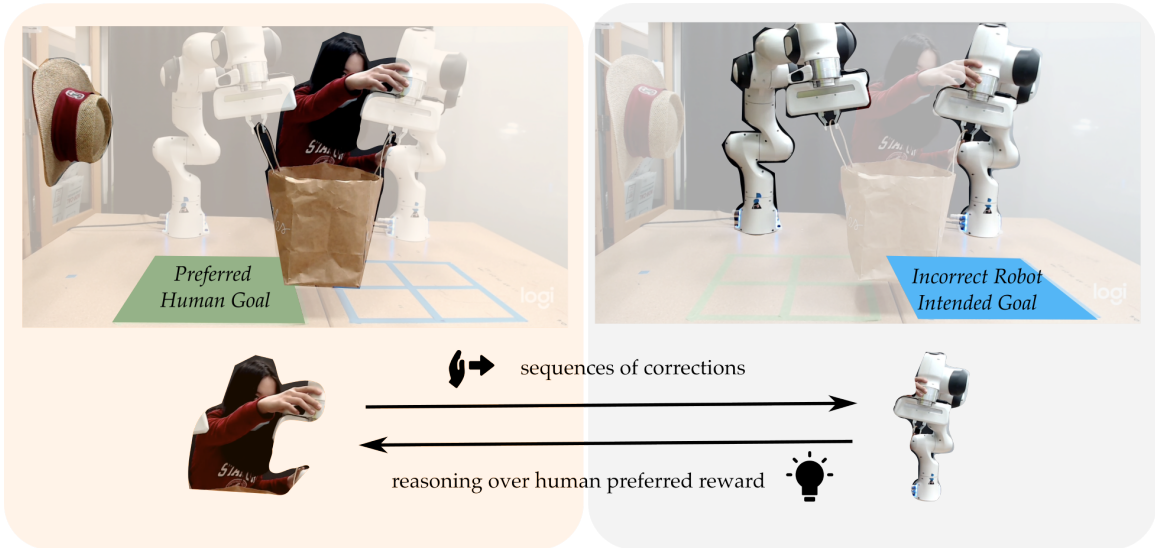 Preferred
Human Goal
logi
Incorrect Robot
Intended Goal
logi
sequences of corrections
reasoning over human preferred reward